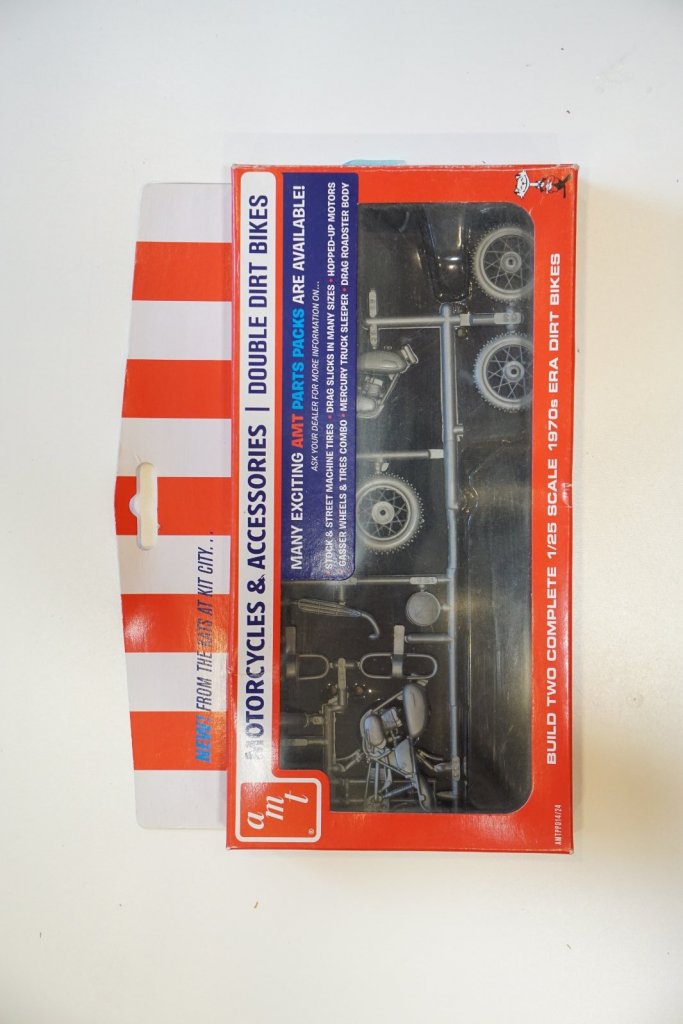 NEW! FROM THE RATS AT KIT CITY...
MOTORCYCLES & ACCESSORIES | DOUBLE DIRT BIKES
MANY EXCITING AMT PARTS PACKS ARE AVAILABLE!
ASK YOUR DEALER FOR MORE INFORMATION ON...
• STOCK & STREET MACHINE TIRES • DRAG SLICKS IN MANY SIZES • HOPPED-UP MOTORS
GASSER WHEELS & TIRES COMBO • MERCURY TRUCK SLEEPER • DRAG ROADSTER BODY
amt®
BUILD TWO COMPLETE 1/25 SCALE 1970s ERA DIRT BIKES
AMTPP014/24